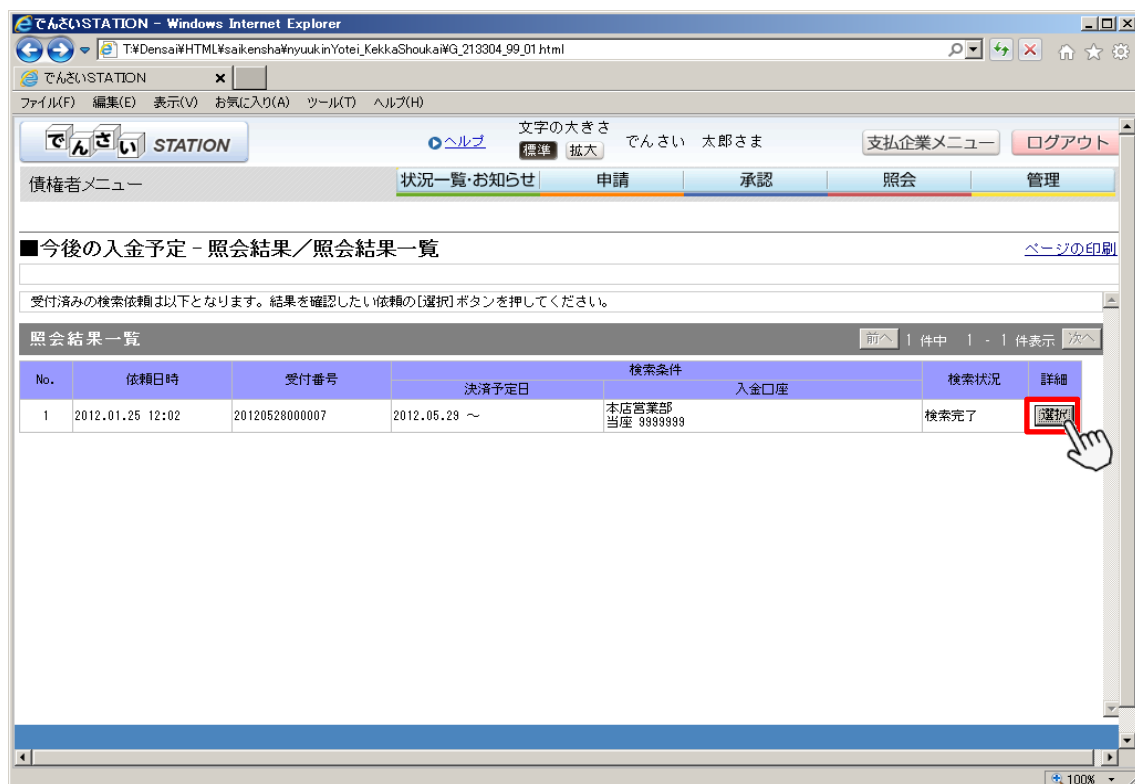 でんさいSTATION - Windows Internet Explorer
T:¥Densai¥HTML¥saikensha¥nyuukinYotei_KekkaShoukai¥G_213304_99_01.html
でんさいSTATION
ファイル(F) 編集(E) 表示(V) お気に入り(A) ツール(T) ヘルプ(H)
でんさい STATION
ヘルプ
文字の大きさ
標準 拡大
でんさい 太郎さま
支払企業メニュー
ログアウト
債権者メニュー
状況一覧・お知らせ 申請 承認 照会 管理
■今後の入金予定 - 照会結果／照会結果一覧
ページの印刷
受付済みの検索依頼は以下となります。結果を確認したい依頼の[選択]ボタンを押してください。
照会結果一覧
前へ 1 件中 1 - 1 件表示 次へ
No. 依頼日時 受付番号 検索条件 検索状況 詳細
決済予定日 入金口座
1 2012.01.25 12:02 20120528000007 2012.05.29 ～ 本店営業部 検索完了 選択
当座 9999999
100%